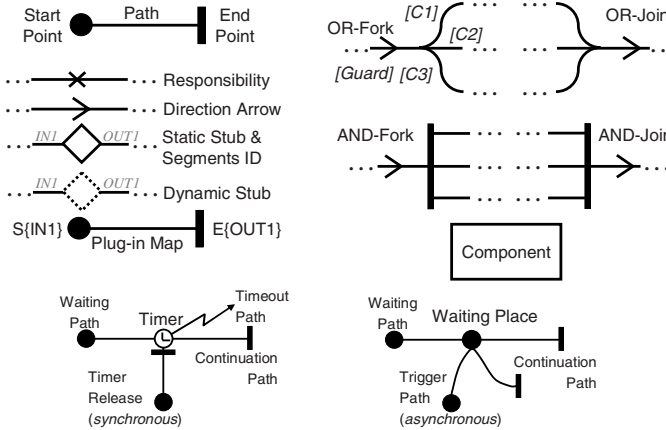 Start
Point
Path
End
Point
... Responsibility
... Direction Arrow
IN1
OUT1
Static Stub &
Segments ID
IN1
OUT1
Dynamic Stub
S{IN1}
Plug-in Map
E{OUT1}
OR-Fork
[C1]
[C2]
[Guard]
[C3]
OR-Join
AND-Fork
AND-Join
Component
Waiting
Path
Timer
Timeout
Path
Continuation
Path
Timer
Release
(synchronous)
Waiting
Path
Waiting Place
Continuation
Path
Trigger
Path
(asynchronous)